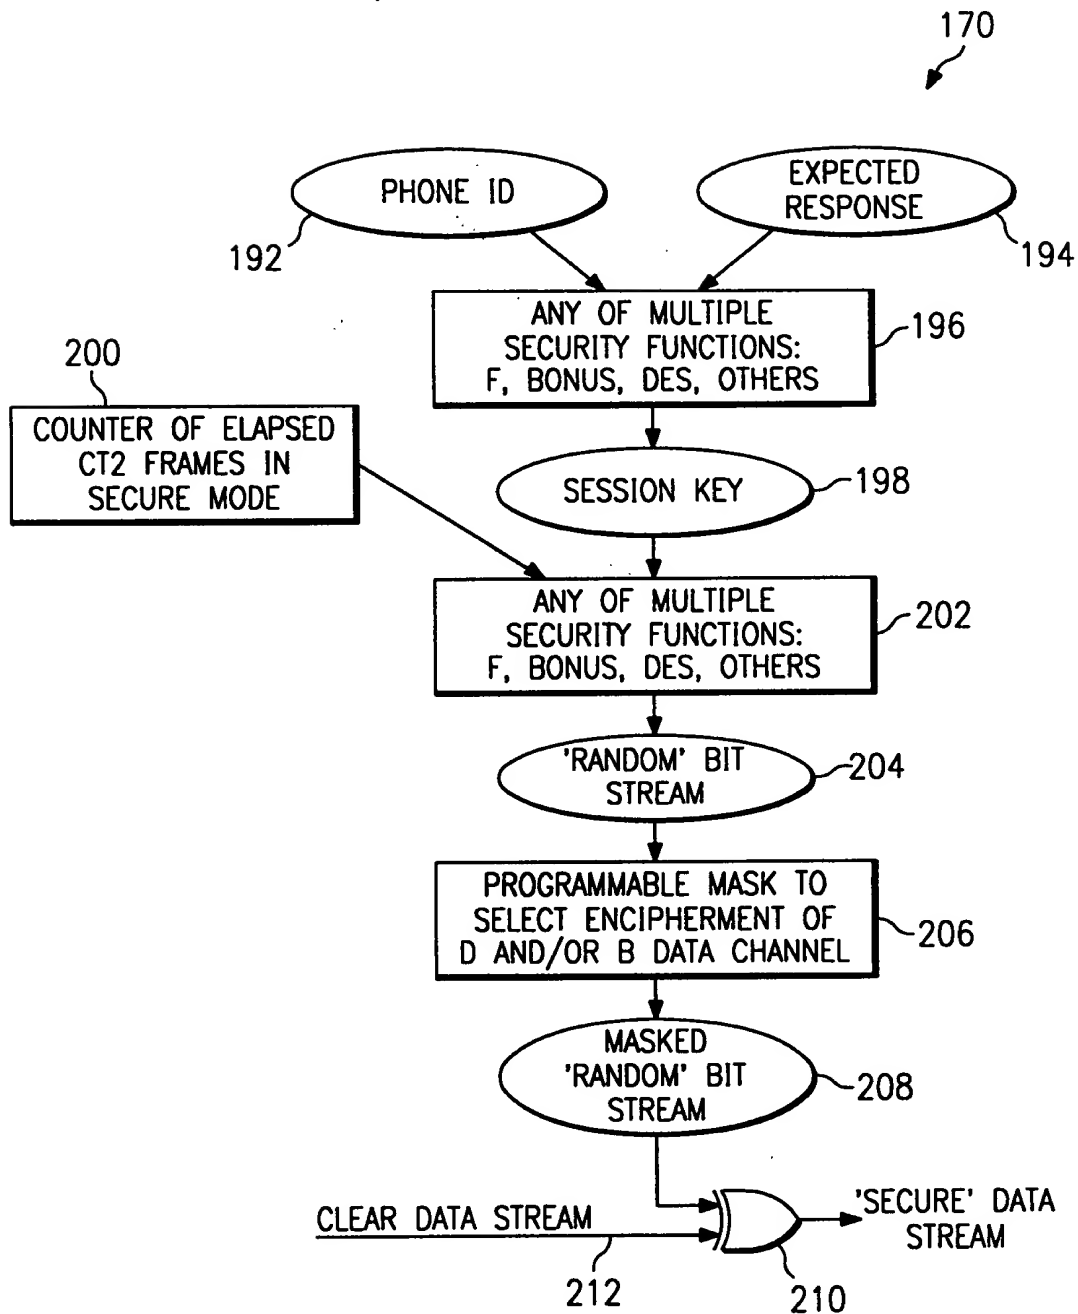 170
PHONE ID
192
EXPECTED
RESPONSE
194
ANY OF MULTIPLE
SECURITY FUNCTIONS:
F, BONUS, DES, OTHERS
196
200
COUNTER OF ELAPSED
CT2 FRAMES IN
SECURE MODE
SESSION KEY
198
ANY OF MULTIPLE
SECURITY FUNCTIONS:
F, BONUS, DES, OTHERS
202
'RANDOM' BIT
STREAM
204
PROGRAMMABLE MASK TO
SELECT ENCIPHERMENT OF
D AND/OR B DATA CHANNEL
206
MASKED
'RANDOM' BIT
STREAM
208
CLEAR DATA STREAM
212
210
'SECURE' DATA
STREAM